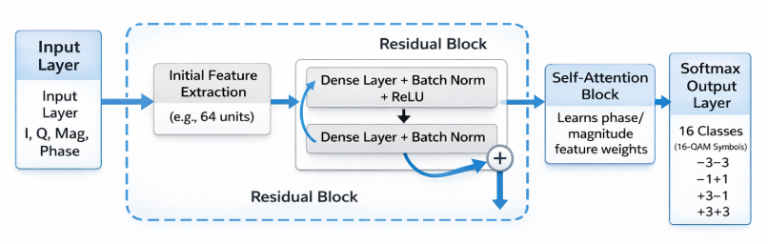 Input
Layer
Input
Layer
I, Q, Mag,
Phase
Initial Feature
Extraction
(e.g., 64 units)
Residual Block
Dense Layer + Batch Norm
+ ReLU
Dense Layer + Batch Norm
+
Residual Block
Self-Attention
Block
Learns phase/
magnitude
feature weights
Softmax
Output
Layer
16 Classes
(16-QAM Symbols)
−3−3
−1+1
+3−1
+3+3